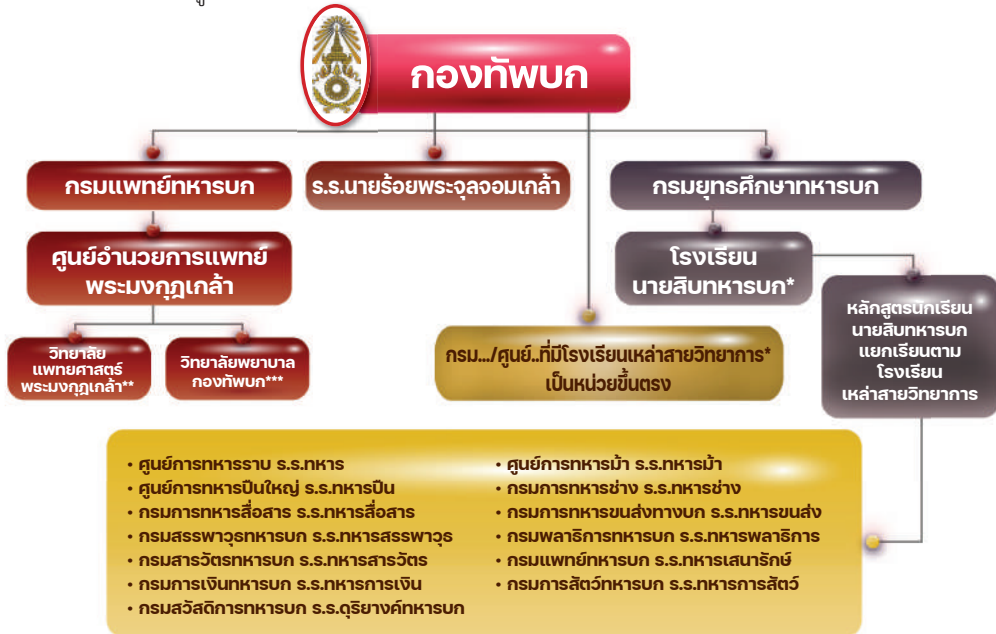 กองทัพบก
กรมแพทย์ทหารบก
ร.ร.นายร้อยพระจุลจอมเกล้า
กรมยุทธศึกษาทหารบก
ศูนย์อำนวยการแพทย์
พระมงกุฎเกล้า
โรงเรียน
นายสิบทหารบก*
วิทยาลัย
แพทยศาสตร์
พระมงกุฎเกล้า**
วิทยาลัยพยาบาล
กองทัพบก***
กรม.../ศูนย์..ที่มีโรงเรียนเหล่าสายวิทยาการ*
เป็นหน่วยขึ้นตรง
หลักสูตรนักเรียน
นายสิบทหารบก
แยกเรียนตาม
โรงเรียน
เหล่าสายวิทยาการ
• ศูนย์การทหารราบ ร.ร.ทหาร
• ศูนย์การทหารปืนใหญ่ ร.ร.ทหารปืน
• กรมการทหารสื่อสาร ร.ร.ทหารสื่อสาร
• กรมสรรพาวุธทหารบก ร.ร.ทหารสรรพาวุธ
• กรมสารวัตรทหารบก ร.ร.ทหารสารวัตร
• กรมการเงินทหารบก ร.ร.ทหารการเงิน
• กรมสวัสดิการทหารบก ร.ร.ดุริยางค์ทหารบก
• ศูนย์การทหารม้า ร.ร.ทหารม้า
• กรมการทหารช่าง ร.ร.ทหารช่าง
• กรมการทหารขนส่งทางบก ร.ร.ทหารขนส่ง
• กรมพลาธิการทหารบก ร.ร.ทหารพลาธิการ
• กรมแพทย์ทหารบก ร.ร.ทหารเสนารักษ์
• กรมการสัตว์ทหารบก ร.ร.ทหารการสัตว์